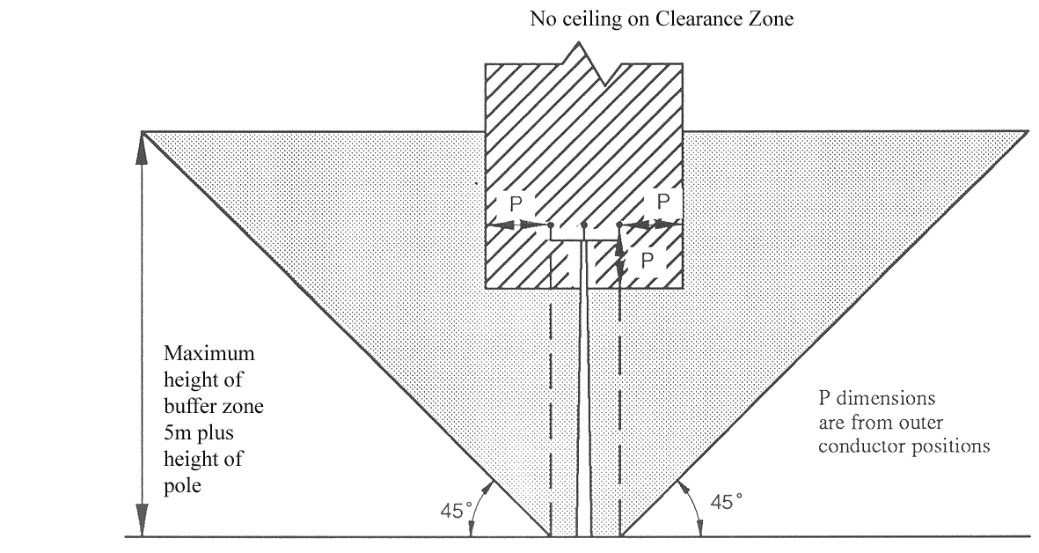 No ceiling on Clearance Zone
P
P
P
Maximum
height of
buffer zone
5m plus
height of
pole
P dimensions
are from outer
conductor positions
45°
45°